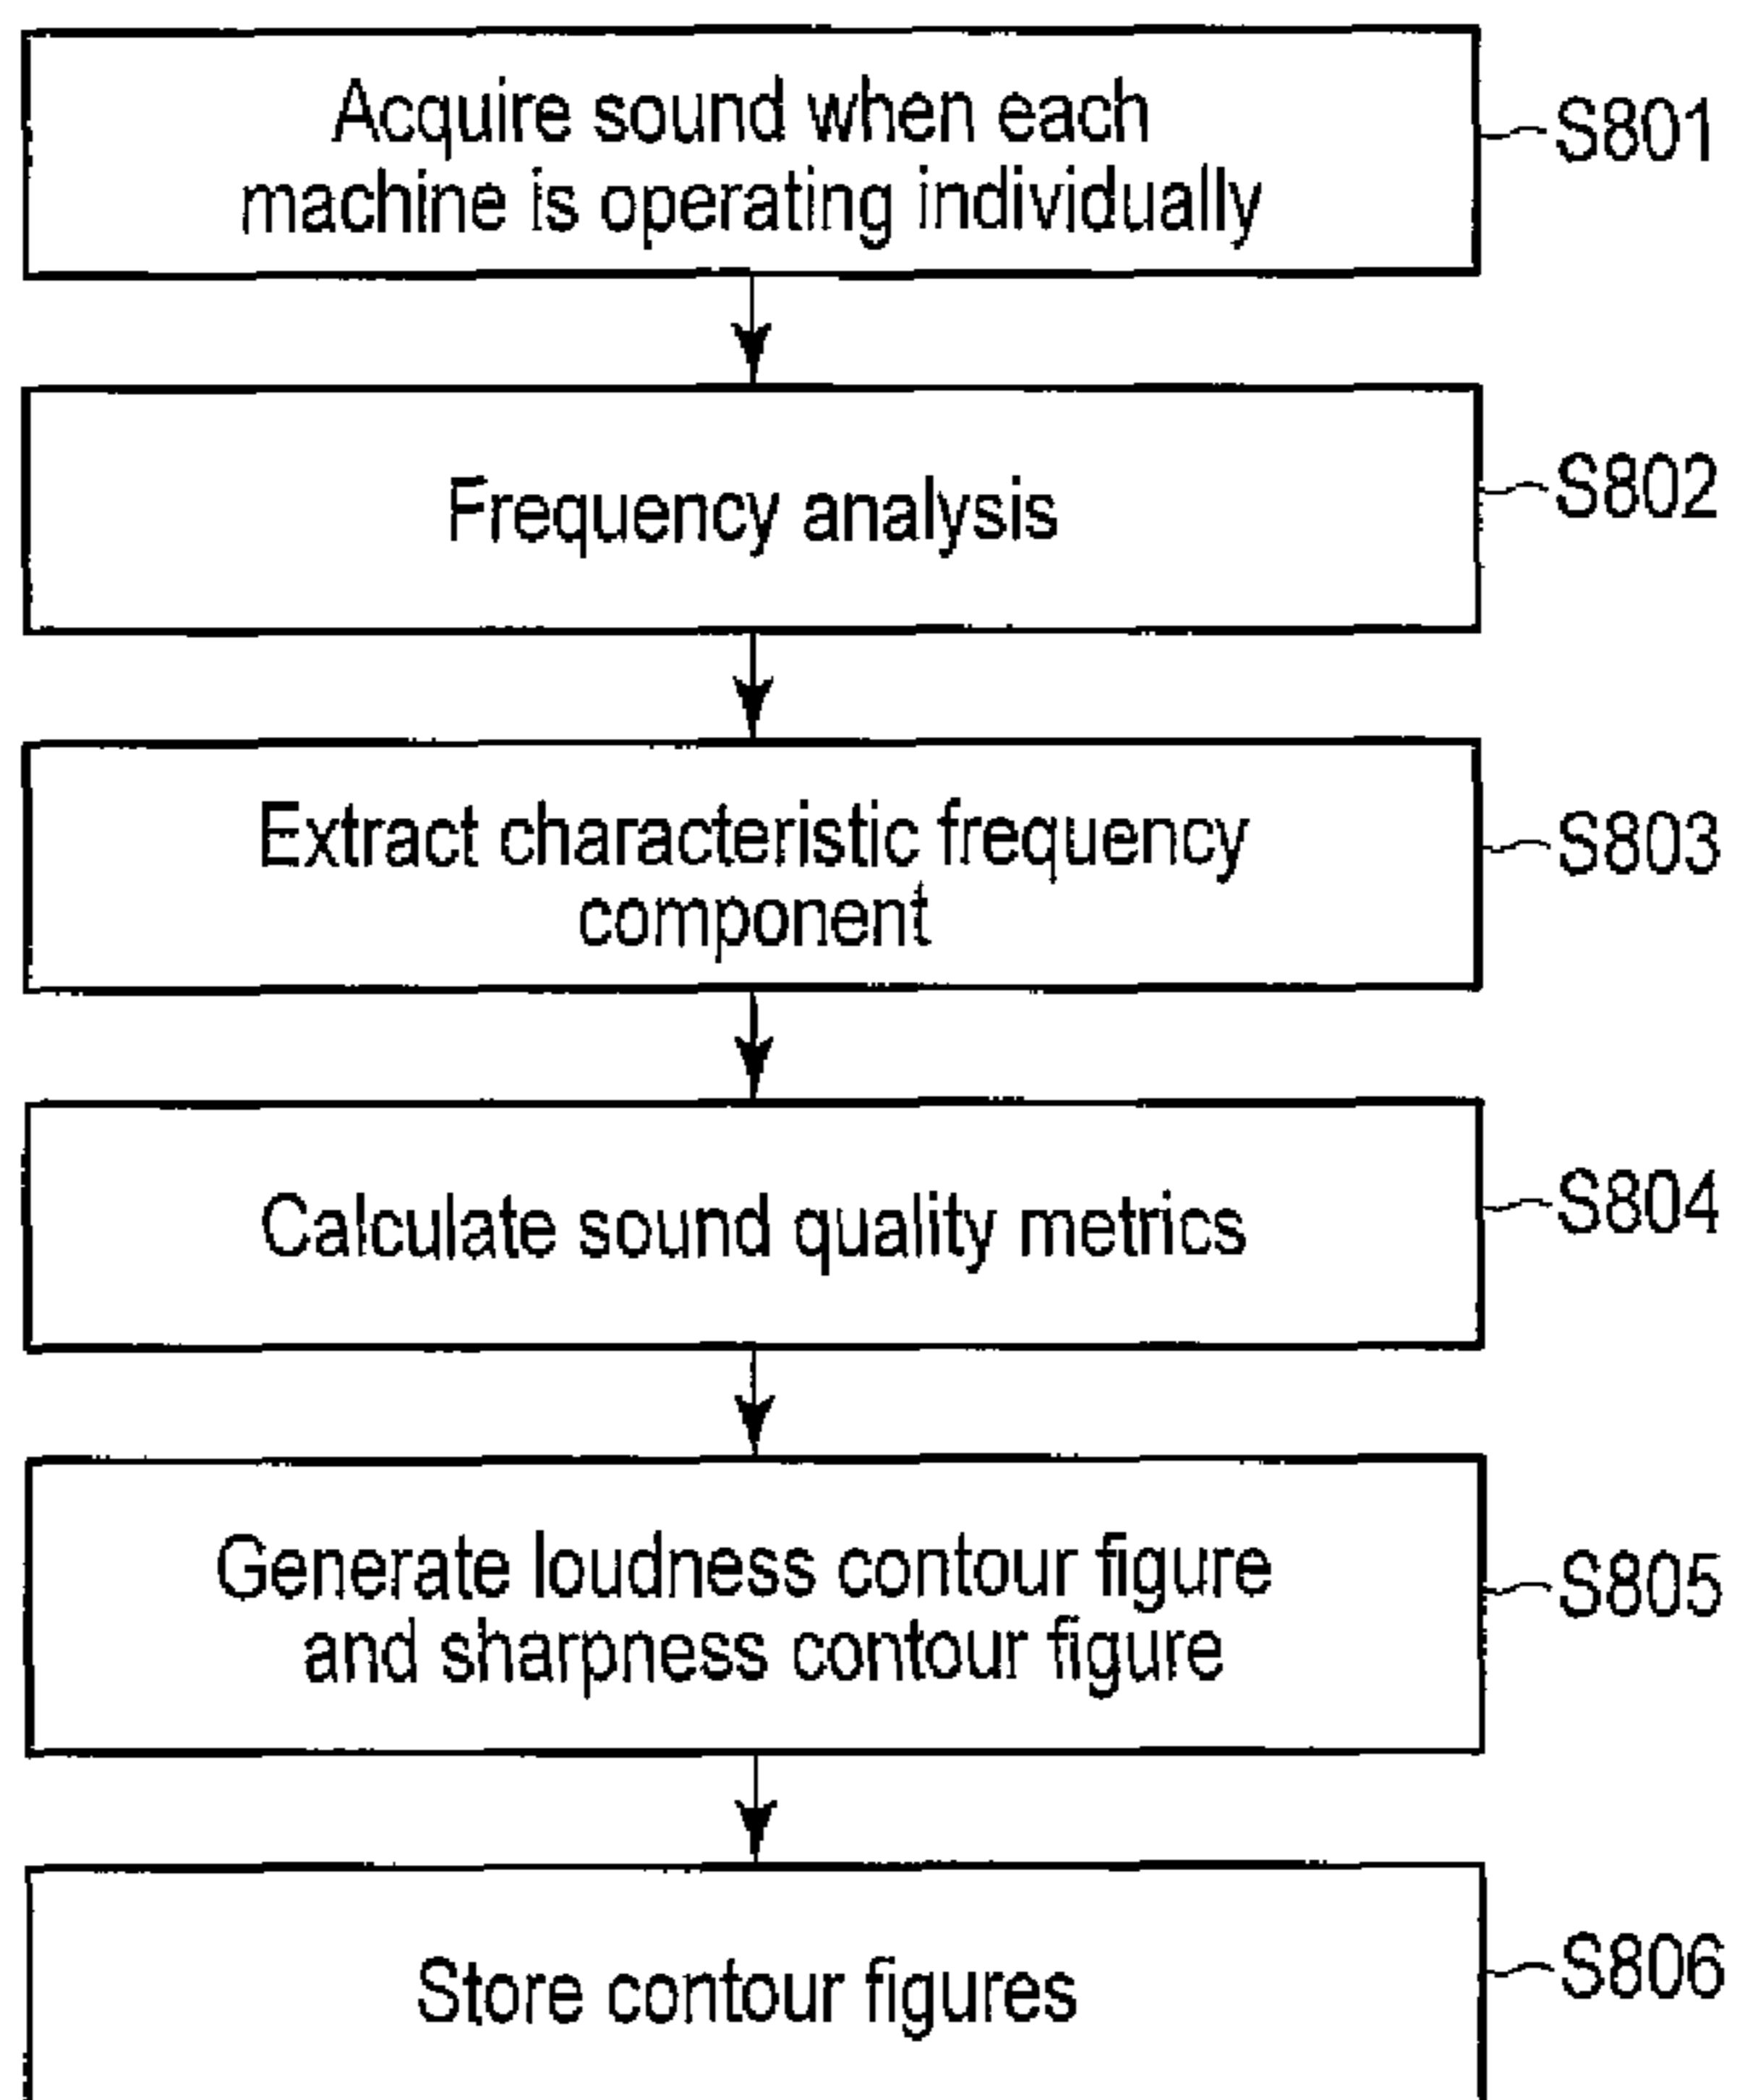 Acquire sound when each
machine is operating individually
S801
Frequency analysis
S802
Extract characteristic frequency
component
S803
Calculate sound quality metrics
S804
Generate loudness contour figure
and sharpness contour figure
S805
Store contour figures
S806